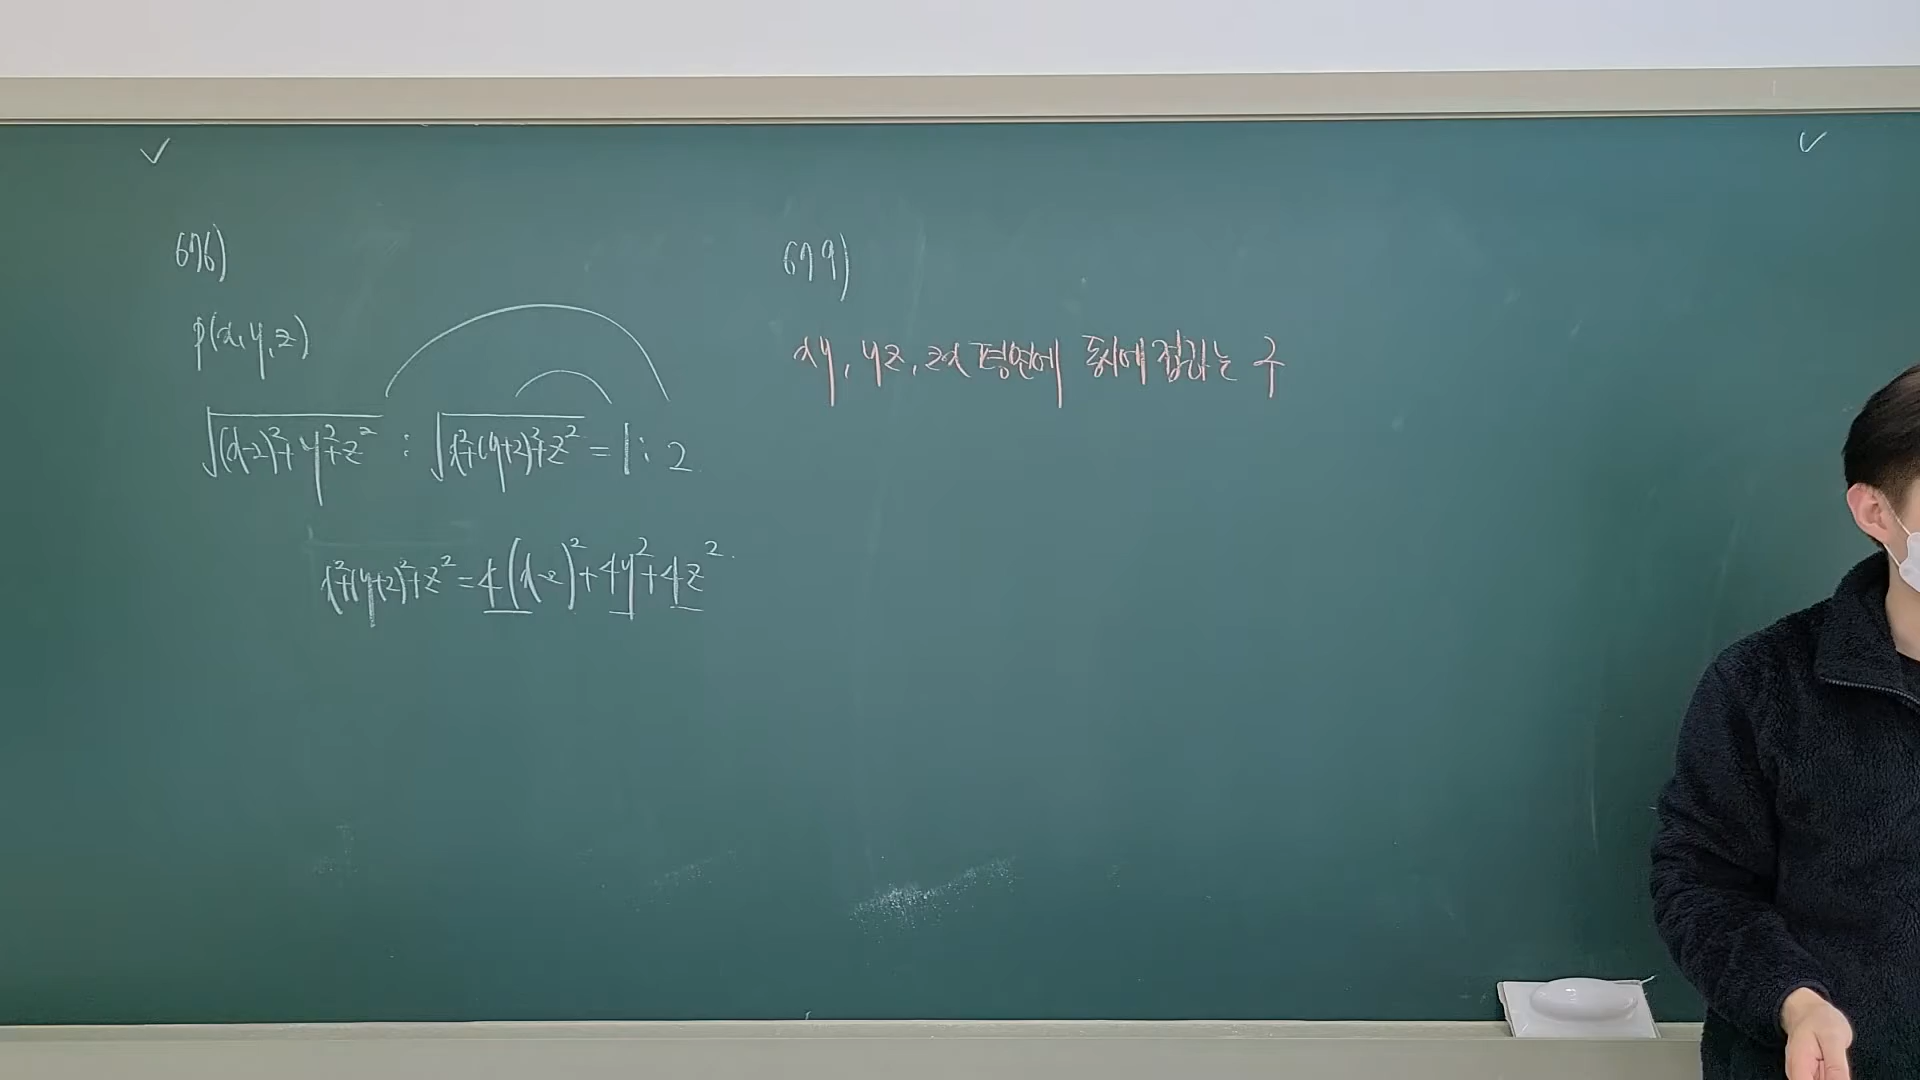 676)
P(x, y, z)
√(x-2)²+y²+z² : √x²+(y+2)²+z² = 1 : 2
x²+(y+2)²+z² = 4(x-2)²+4y²+4z².
679)
xy, yz, zx 평면에 동시에 접하는 구